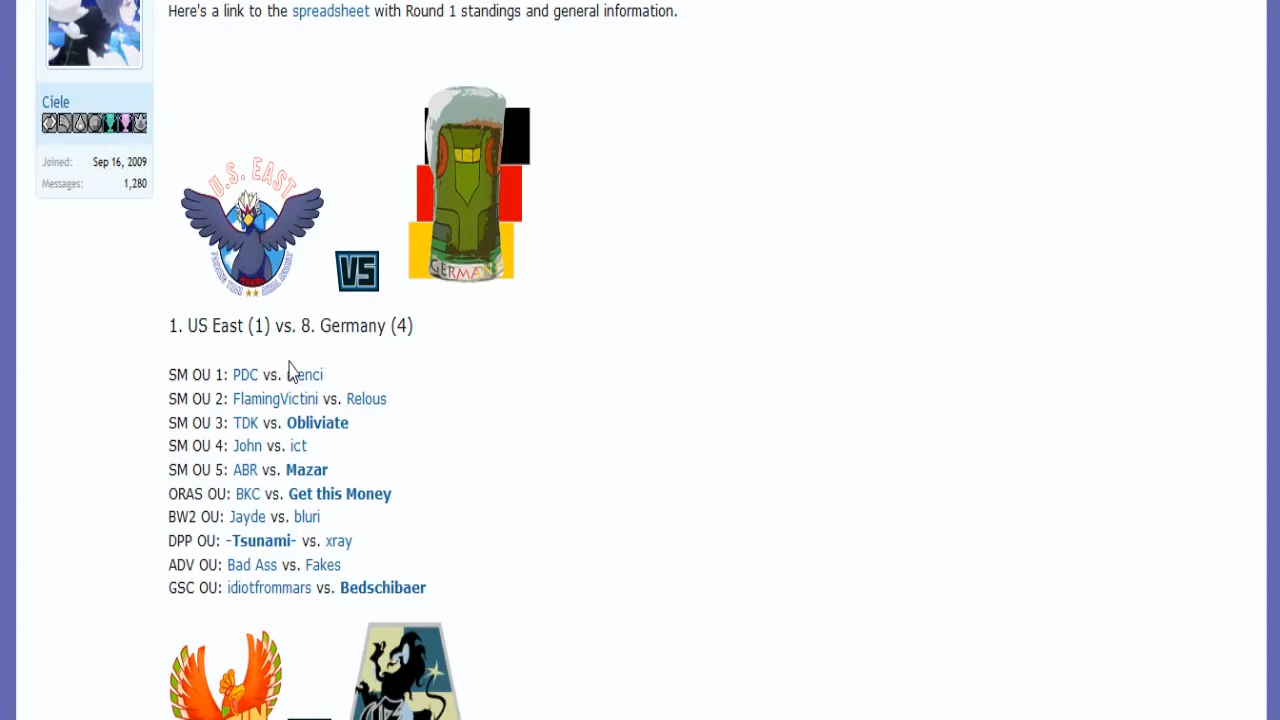 Here's a link to the spreadsheet with Round 1 standings and general information.
Ciele
Joined: Sep 16, 2009
Messages: 1,280
U.S. EAST
VS
GERMANY
1. US East (1) vs. 8. Germany (4)
SM OU 1: PDC vs. enci
SM OU 2: FlamingVictini vs. Relous
SM OU 3: TDK vs. Obliviate
SM OU 4: John vs. ict
SM OU 5: ABR vs. Mazar
ORAS OU: BKC vs. Get this Money
BW2 OU: Jayde vs. bluri
DPP OU: -Tsunami- vs. xray
ADV OU: Bad Ass vs. Fakes
GSC OU: idiotfrommars vs. Bedschibaer